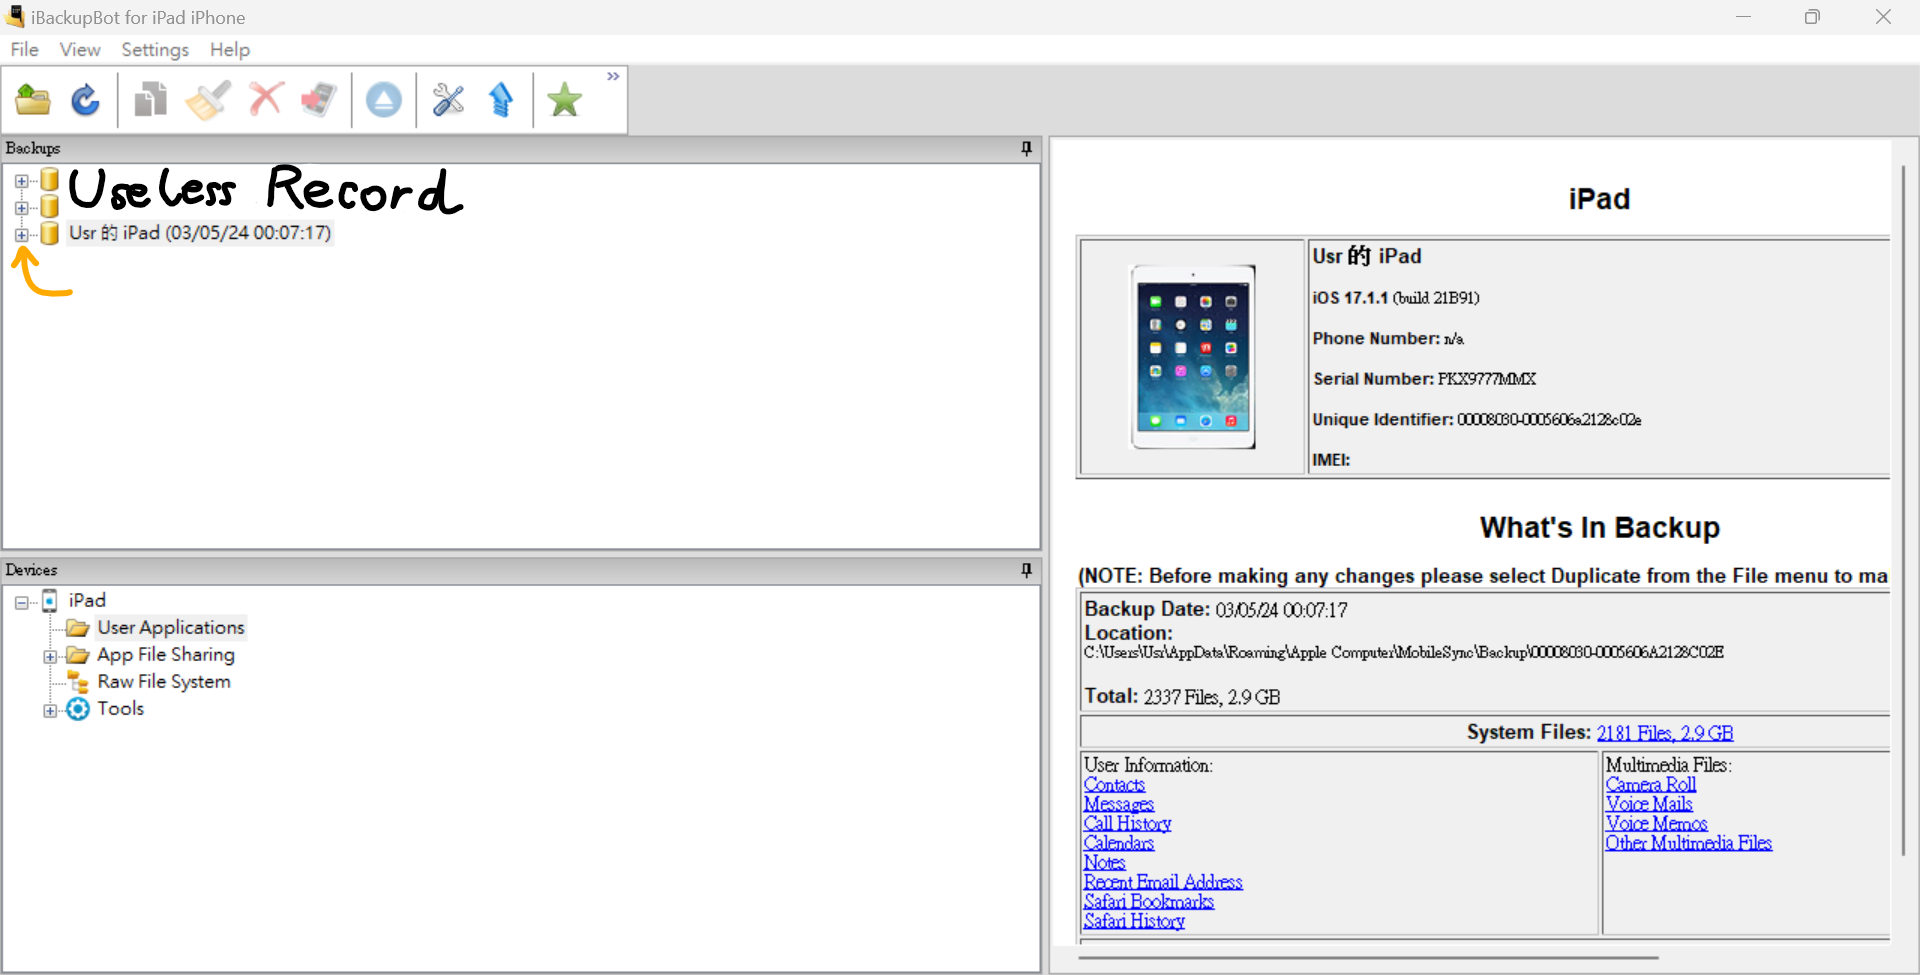 iBackupBot for iPad iPhone
File View Settings Help
»
Backups
Useless Record
Usr 的 iPad (03/05/24 00:07:17)
Devices
iPad
User Applications
App File Sharing
Raw File System
Tools
iPad
Usr 的 iPad
iOS 17.1.1 (build 21B91)
Phone Number: n/a
Serial Number: PKX9777MMX
Unique Identifier: 00008030-0005606a2128c02e
IMEI:
What's In Backup
(NOTE: Before making any changes please select Duplicate from the File menu to ma
Backup Date: 03/05/24 00:07:17
Location:
C:\Users\Usr\AppData\Roaming\Apple Computer\MobileSync\Backup\00008030-0005606A2128C02E
Total: 2337 Files, 2.9 GB
System Files: 2181 Files, 2.9 GB
User Information:
Contacts
Messages
Call History
Calendars
Notes
Recent Email Address
Safari Bookmarks
Safari History
Multimedia Files:
Camera Roll
Voice Mails
Voice Memos
Other Multimedia Files